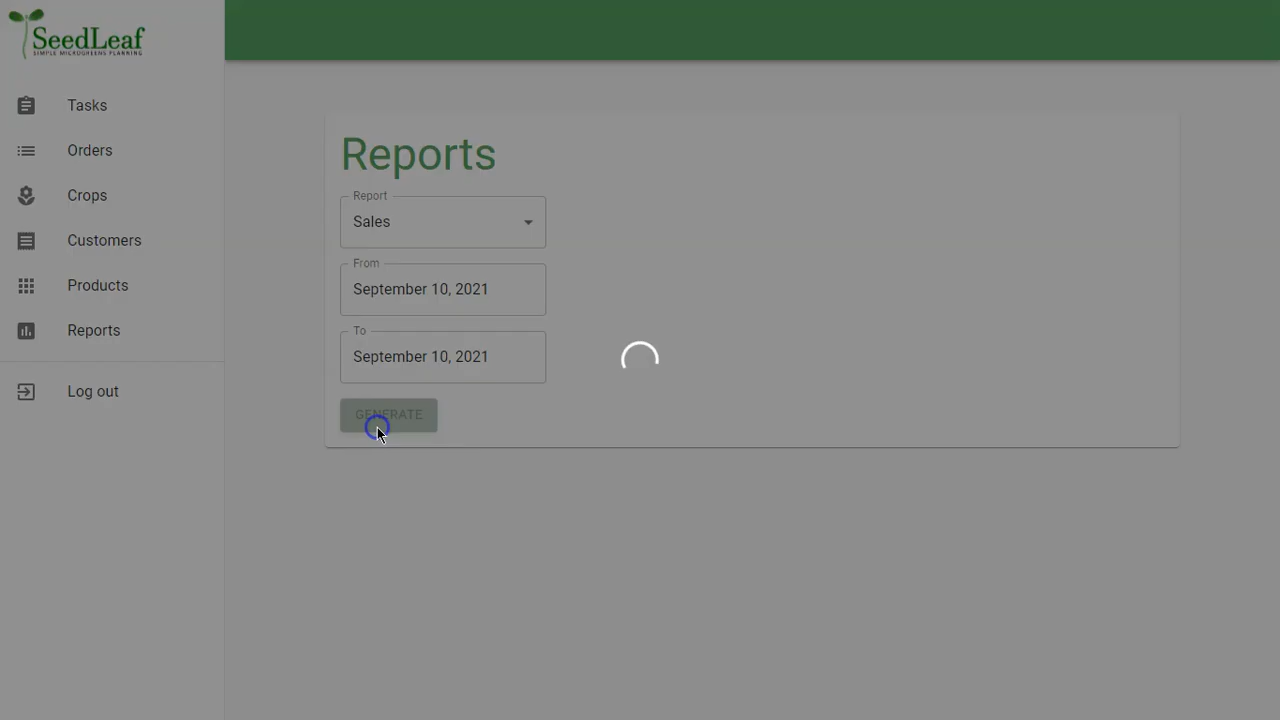 SeedLeaf
SIMPLE MICROGREENS PLANNING
Tasks
Orders
Crops
Customers
Products
Reports
Log out
Reports
Report
Sales
From
September 10, 2021
To
September 10, 2021
GENERATE